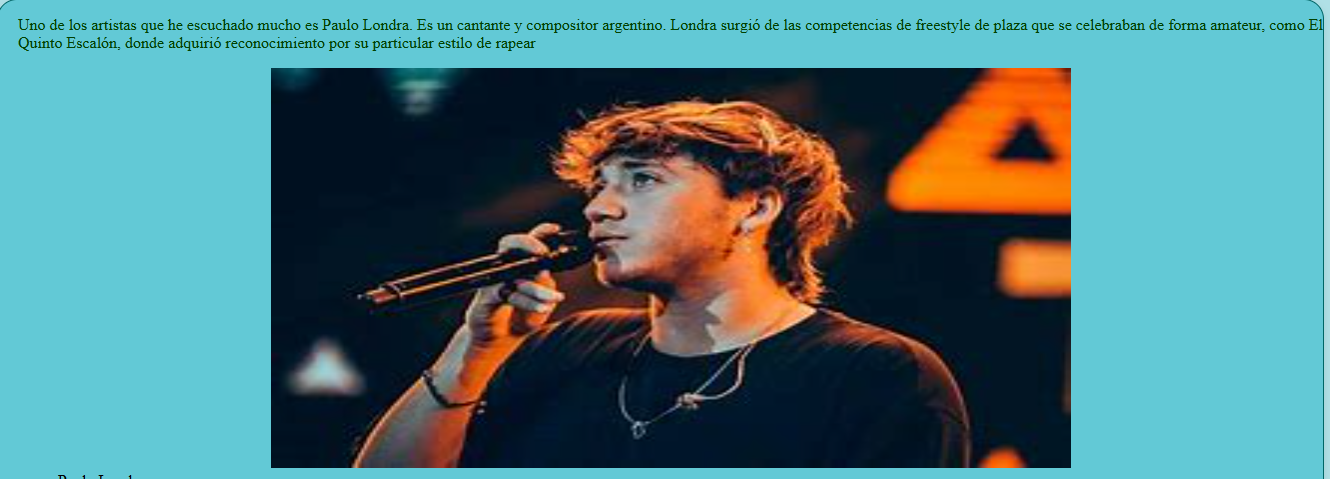 Uno de los artistas que he escuchado mucho es Paulo Londra. Es un cantante y compositor argentino. Londra surgió de las competencias de freestyle de plaza que se celebraban de forma amateur, como El
Quinto Escalón, donde adquirió reconocimiento por su particular estilo de rapear